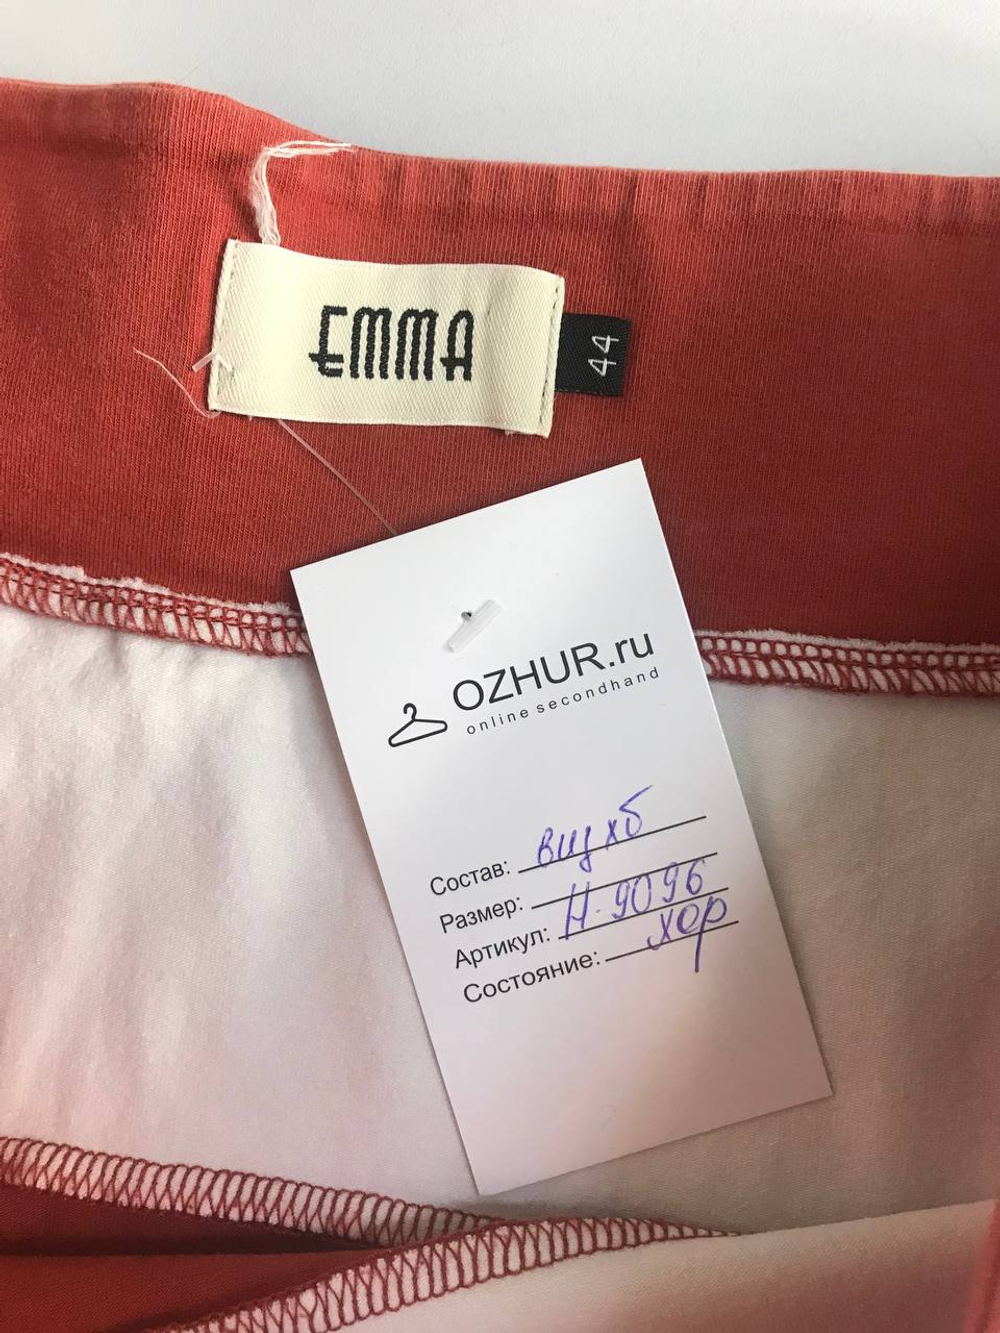 EMMA
44
OZHUR.ru
online secondhand
Состав: виз хб
Размер:
Артикул: Н-9096
Состояние: хор